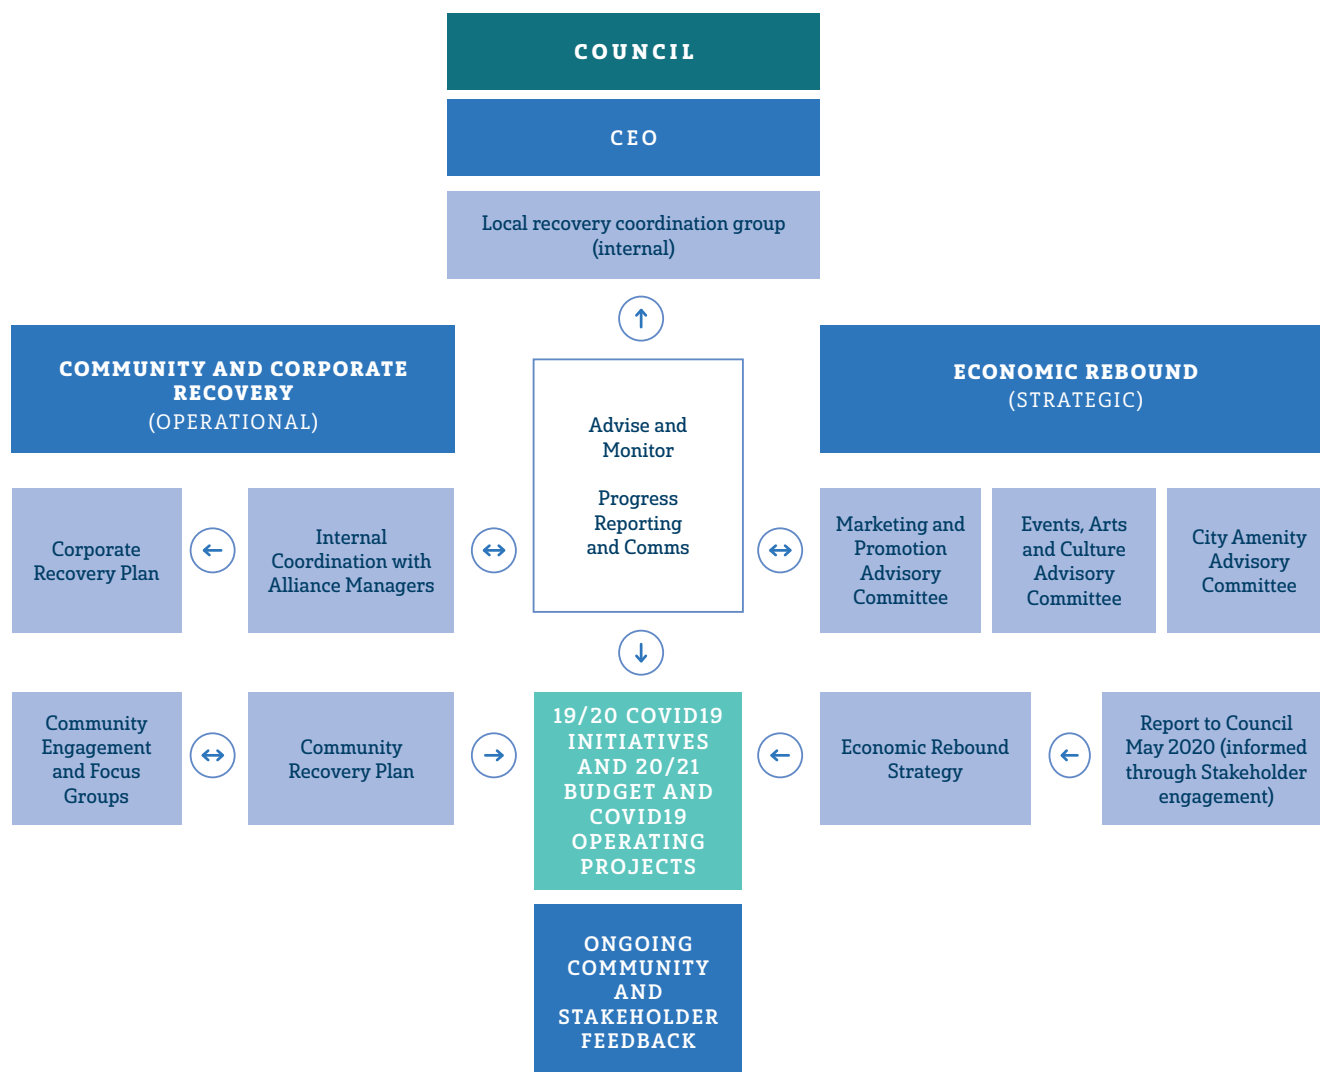 COUNCIL
CEO
Local recovery coordination group
(internal)
COMMUNITY AND CORPORATE
RECOVERY
(OPERATIONAL)
Advise and
Monitor
Progress
Reporting
and Comms
ECONOMIC REBOUND
(STRATEGIC)
Corporate
Recovery Plan
Internal
Coordination with
Alliance Managers
Marketing and
Promotion
Advisory
Committee
Events, Arts
and Culture
Advisory
Committee
City Amenity
Advisory
Committee
Community
Engagement
and Focus
Groups
Community
Recovery Plan
19/20 COVID19
INITIATIVES
AND 20/21
BUDGET AND
COVID19
OPERATING
PROJECTS
Economic Rebound
Strategy
Report to Council
May 2020 (informed
through Stakeholder
engagement)
ONGOING
COMMUNITY
AND
STAKEHOLDER
FEEDBACK